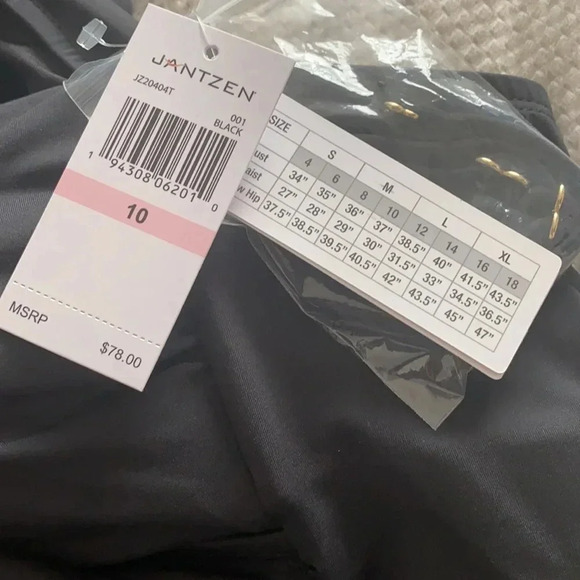 JANTZEN
JZ20404T
001
BLACK
1 94308 06201 0
10
MSRP $78.00
SIZE S M L XL
4 6 8 10 12 14 16 18
ust 34" 35" 36" 37" 38.5" 40" 41.5" 43.5"
aist 27" 28" 29" 30" 31.5" 33" 34.5" 36.5"
w Hip 37.5" 38.5" 39.5" 40.5" 42" 43.5" 45" 47"